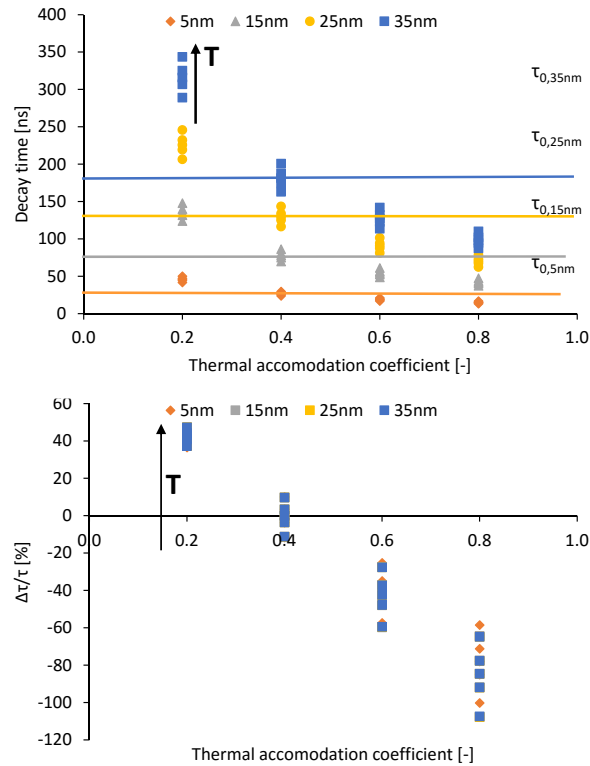 5nm 15nm 25nm 35nm
400
350
300
250
200
150
100
50
0
Decay time [ns]
T
τ0,35nm
τ0,25nm
τ0,15nm
τ0,5nm
0.0 0.2 0.4 0.6 0.8 1.0
Thermal accomodation coefficient [-]
5nm 15nm 25nm 35nm
60
40
20
0
-20
-40
-60
-80
-100
-120
Δτ/τ [%]
T
0.0 0.2 0.4 0.6 0.8 1.0
Thermal accomodation coefficient [-]